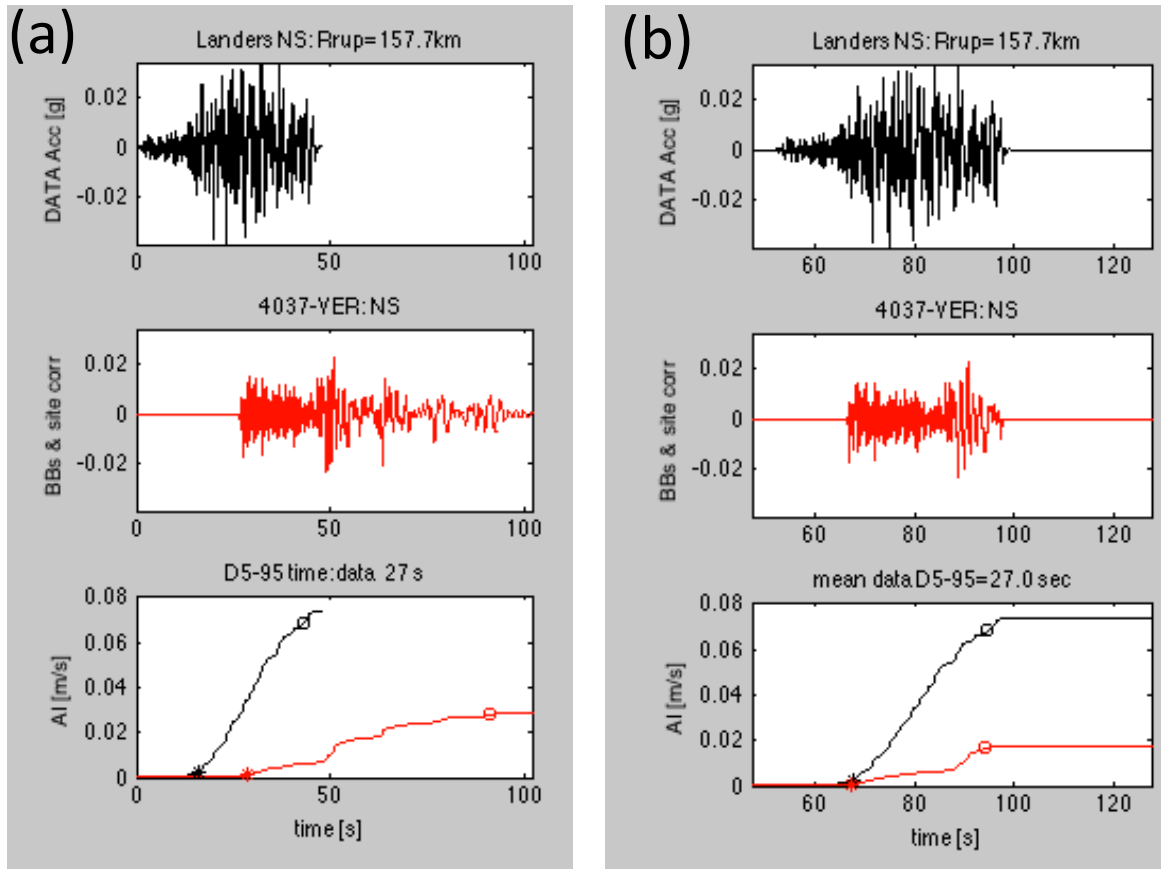 (a)
Landers NS: Rrup= 157.7km
DATA Acc [g]
0.02
0
-0.02
0 50 100
4037-VER: NS
BBs & site corr
0.02
0
-0.02
0 50 100
D5-95 time: data 27 s
AI [m/s]
0.08
0.06
0.04
0.02
0
0 50 100
time [s]
(b)
Landers NS: Rrup= 157.7km
DATA Acc [g]
0.02
0
-0.02
60 80 100 120
4037-VER: NS
BBs & site corr
0.02
0
-0.02
60 80 100 120
mean data D5-95=27.0 sec
AI [m/s]
0.08
0.06
0.04
0.02
0
60 80 100 120
time [s]